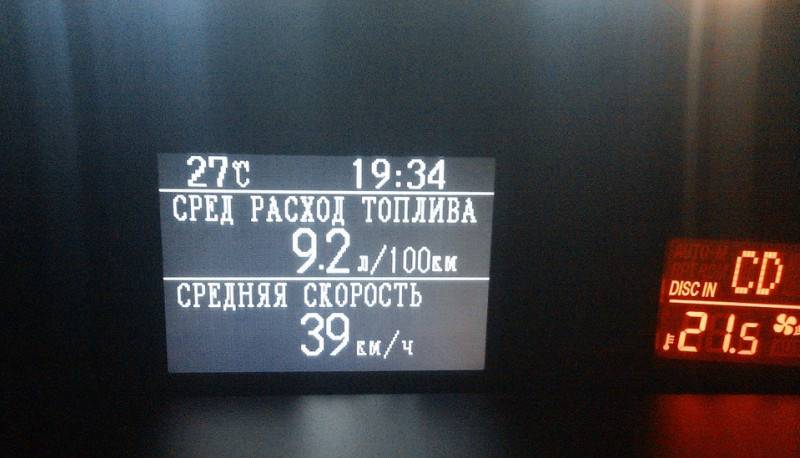 27℃ 19:34
СРЕД РАСХОД ТОПЛИВА
9.2 л/100км
СРЕДНЯЯ СКОРОСТЬ
39 км/ч
CD
DISC IN
21.5